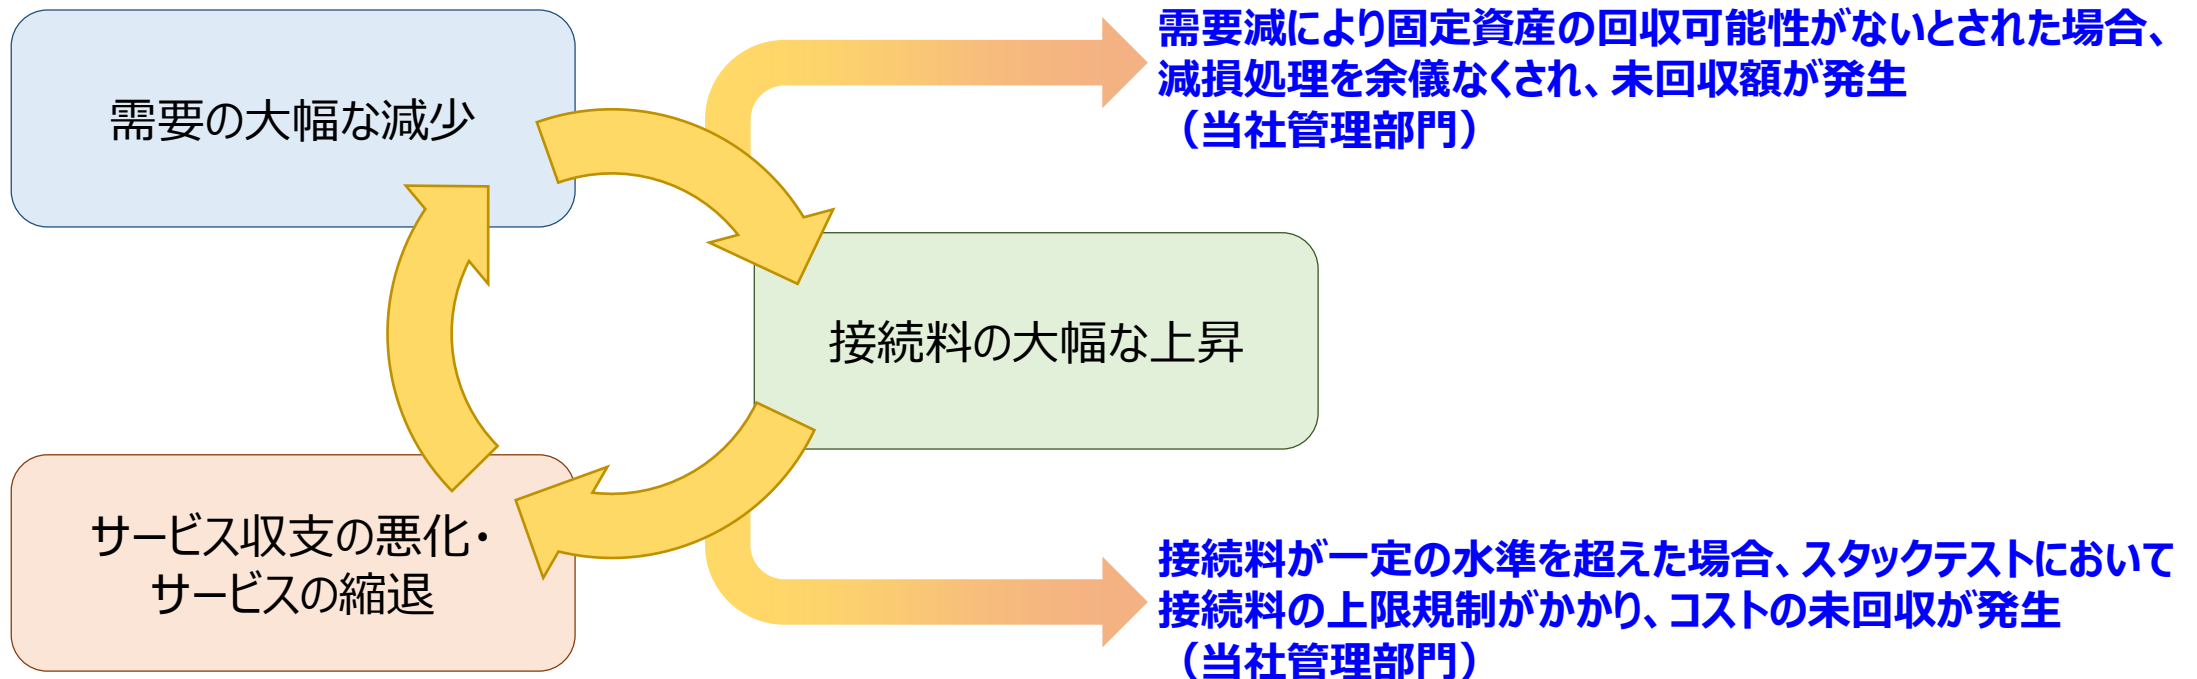 需要の大幅な減少
需要減により固定資産の回収可能性がないとされた場合、
減損処理を余儀なくされ、未回収額が発生
（当社管理部門）
接続料の大幅な上昇
サービス収支の悪化・
サービスの縮退
接続料が一定の水準を超えた場合、スタックテストにおいて
接続料の上限規制がかかり、コストの未回収が発生
（当社管理部門）